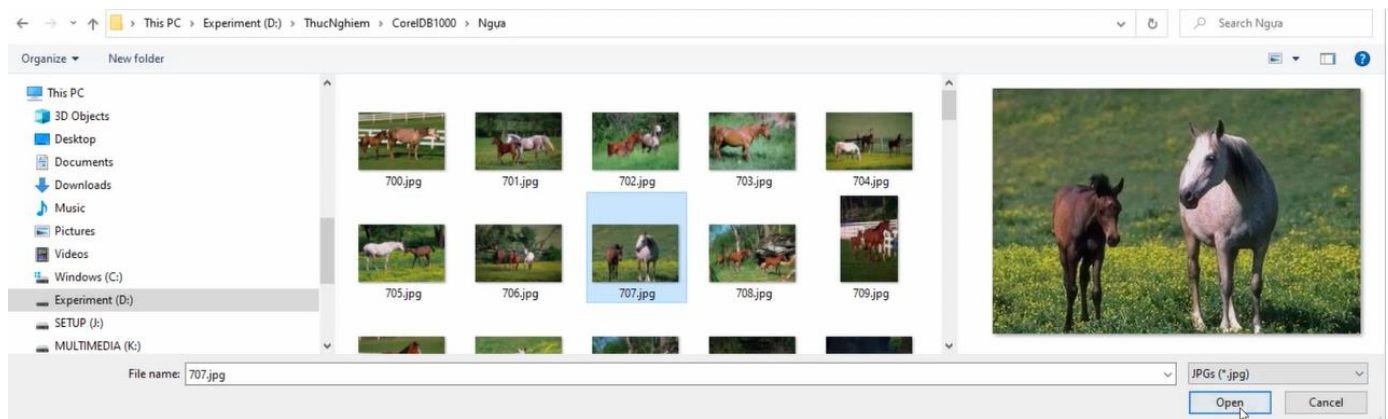 This PC > Experiment (D:) > ThucNghiem > CorelDB1000 > Ngựa
Search Ngựa
Organize
New folder
This PC
3D Objects
Desktop
Documents
Downloads
Music
Pictures
Videos
Windows (C:)
Experiment (D:)
SETUP (J:)
MULTIMEDIA (K:)
700.jpg
701.jpg
702.jpg
703.jpg
704.jpg
705.jpg
706.jpg
707.jpg
708.jpg
709.jpg
File name: 707.jpg
JPGs (*.jpg)
Open
Cancel